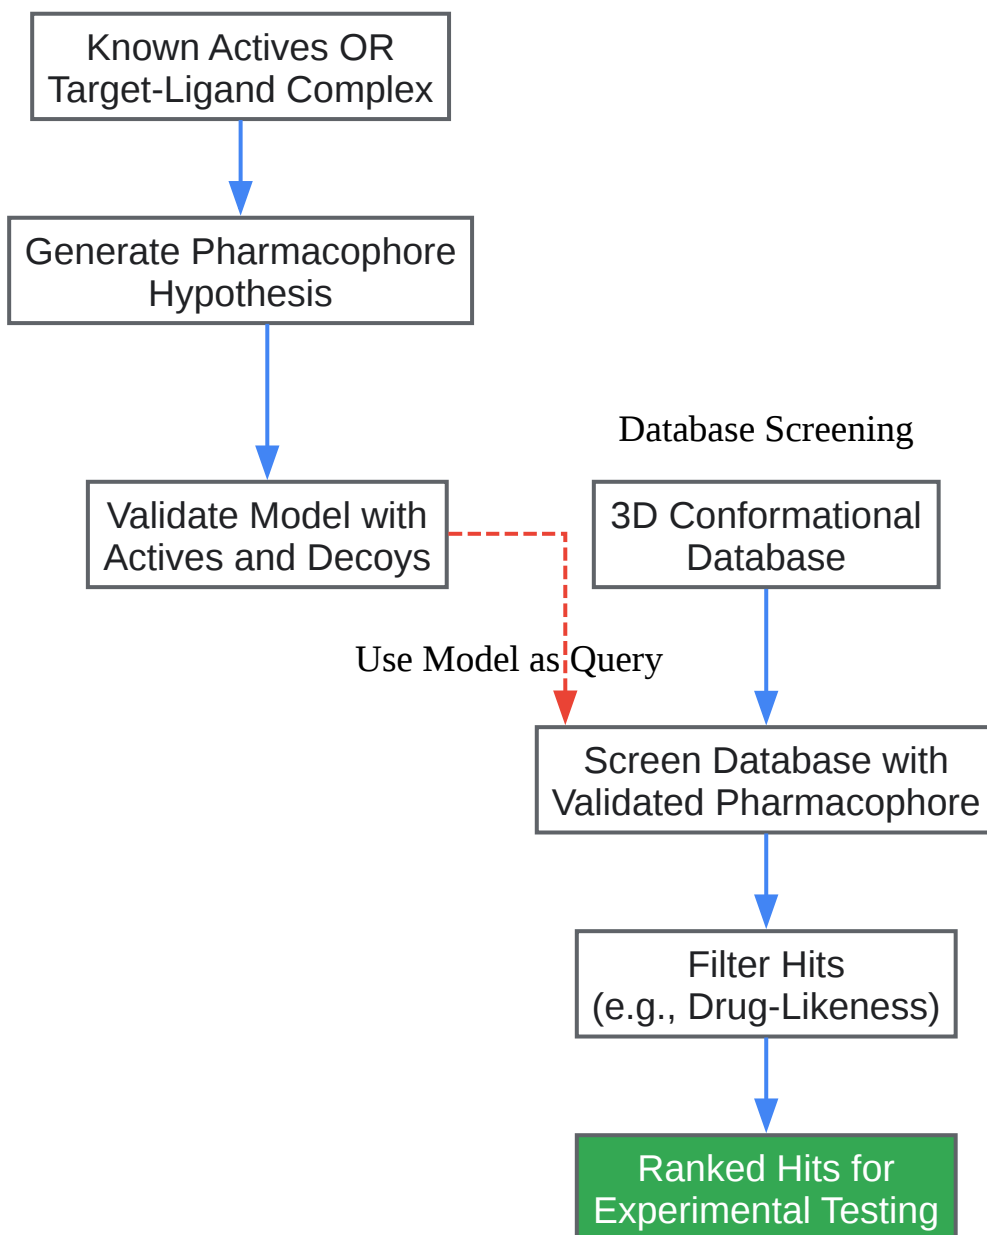 Known Actives OR
Target-Ligand Complex
Generate Pharmacophore
Hypothesis
Validate Model with
Actives and Decoys
Database Screening
3D Conformational
Database
Use Model as Query
Screen Database with
Validated Pharmacophore
Filter Hits
(e.g., Drug-Likeness)
Ranked Hits for
Experimental Testing